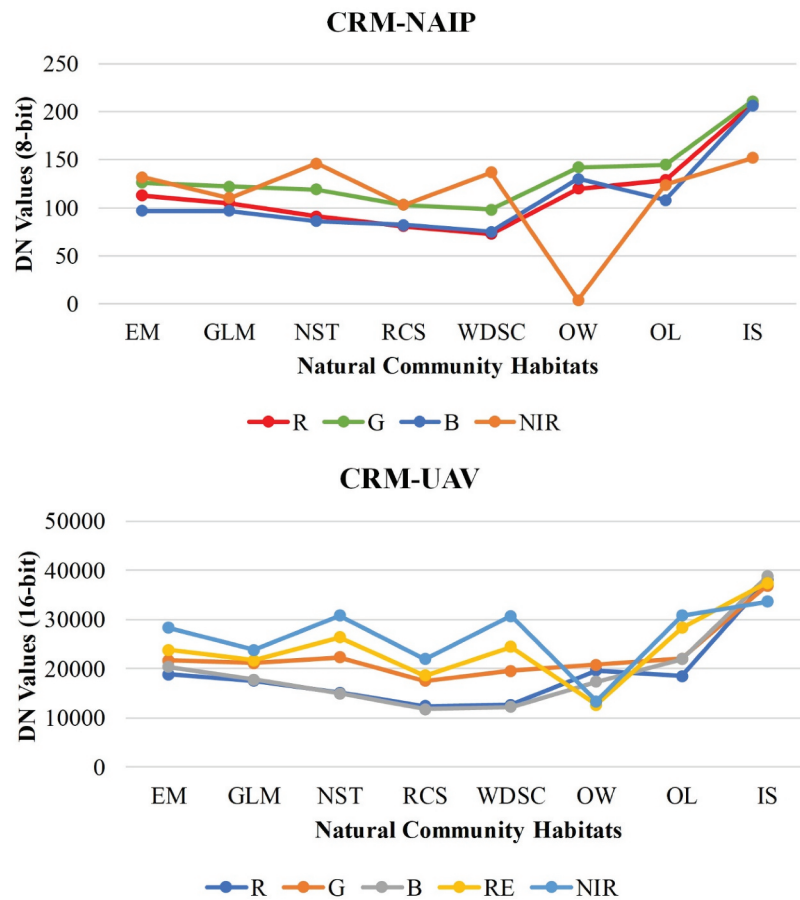 CRM-NAIP
250
200
150
100
50
0
DN Values (8-bit)
EM GLM NST RCS WDSC OW OL IS
Natural Community Habitats
R G B NIR
CRM-UAV
50000
40000
30000
20000
10000
0
DN Values (16-bit)
EM GLM NST RCS WDSC OW OL IS
Natural Community Habitats
R G B RE NIR